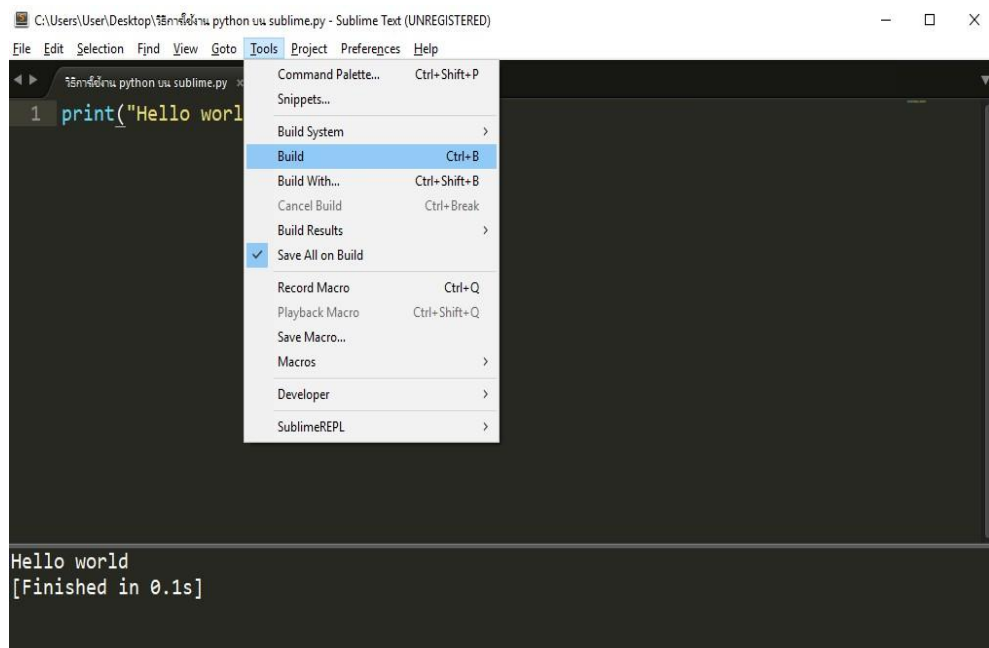 C:\Users\User\Desktop\วิธีการใช้งาน python บน sublime.py - Sublime Text (UNREGISTERED)
File Edit Selection Find View Goto Tools Project Preferences Help
วิธีการใช้งาน python บน sublime.py
1 print("Hello worl
Command Palette... Ctrl+Shift+P
Snippets...
Build System
Build Ctrl+B
Build With... Ctrl+Shift+B
Cancel Build Ctrl+Break
Build Results
Save All on Build
Record Macro Ctrl+Q
Playback Macro Ctrl+Shift+Q
Save Macro...
Macros
Developer
SublimeREPL
Hello world
[Finished in 0.1s]